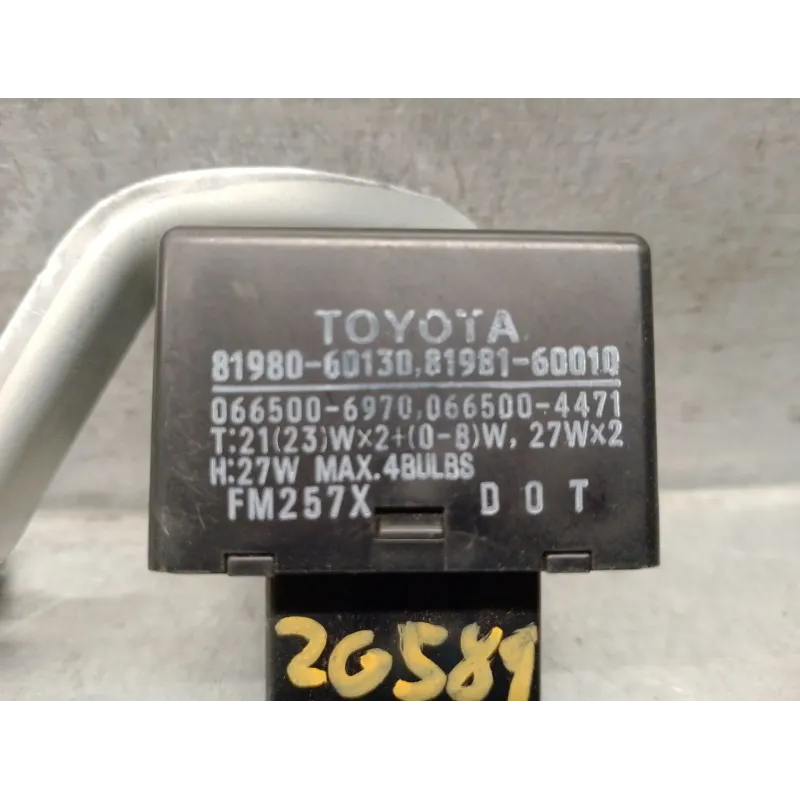 TOYOTA
81980-60130,81981-60010
066500-6970,066500-4471
T:21(23)W×2+(0-8)W, 27W×2
H:27W MAX.4BULBS
FM257X DOT
20589